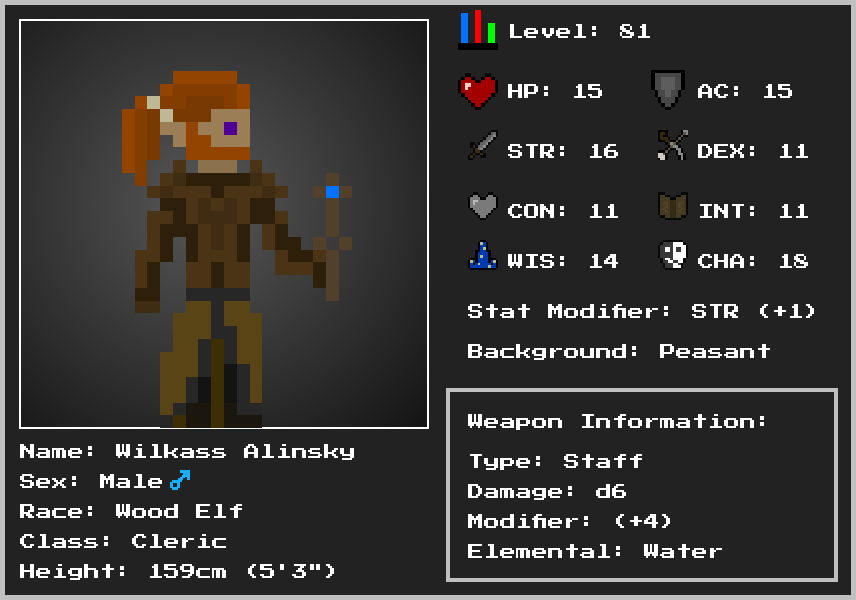 Level: 81
HP: 15 AC: 15
STR: 16 DEX: 11
CON: 11 INT: 11
WIS: 14 CHA: 18
Stat Modifier: STR (+1)
Background: Peasant
Weapon Information:
Type: Staff
Damage: d6
Modifier: (+4)
Elemental: Water
Name: Wilkass Alinsky
Sex: Male♂
Race: Wood Elf
Class: Cleric
Height: 159cm (5'3")